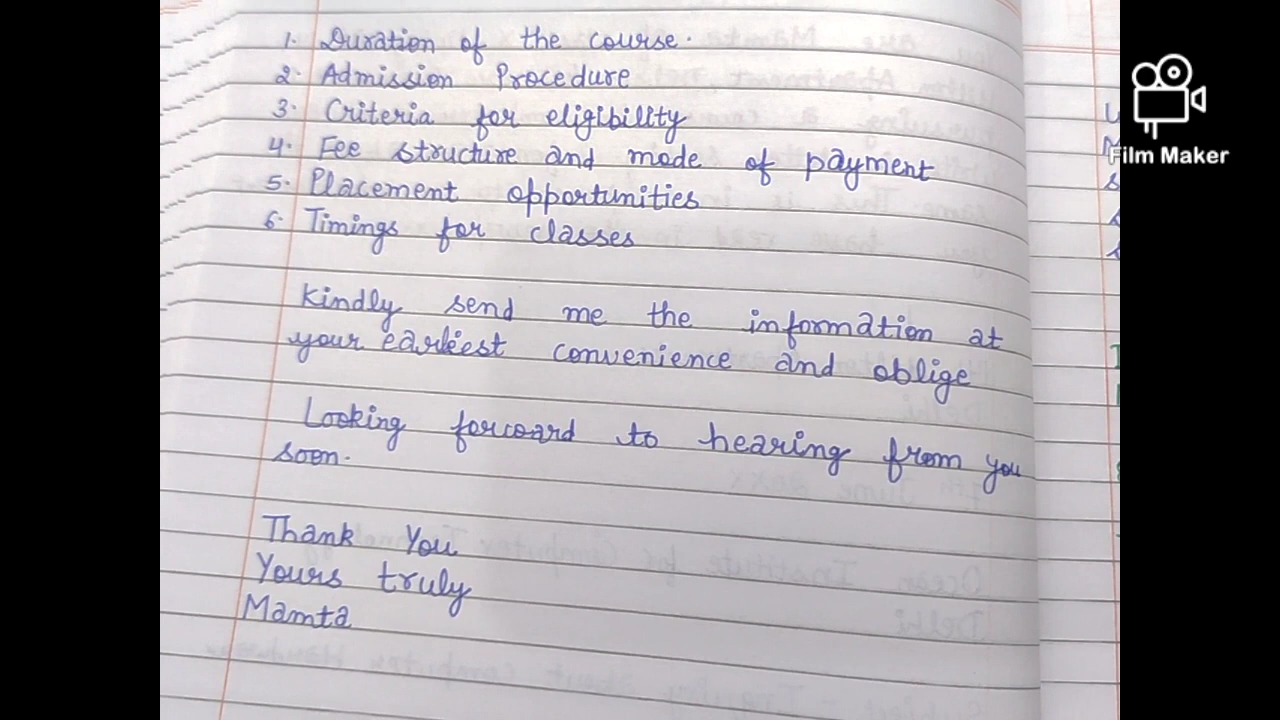 1. Duration of the course.
2. Admission Procedure
3. Criteria for eligibility
4. Fee structure and mode of payment
5. Placement opportunities
6. Timings for classes
Kindly send me the information at
your earliest convenience and oblige
Looking forward to hearing from you
soon.
Thank You
Yours truly
Mamta
Film Maker